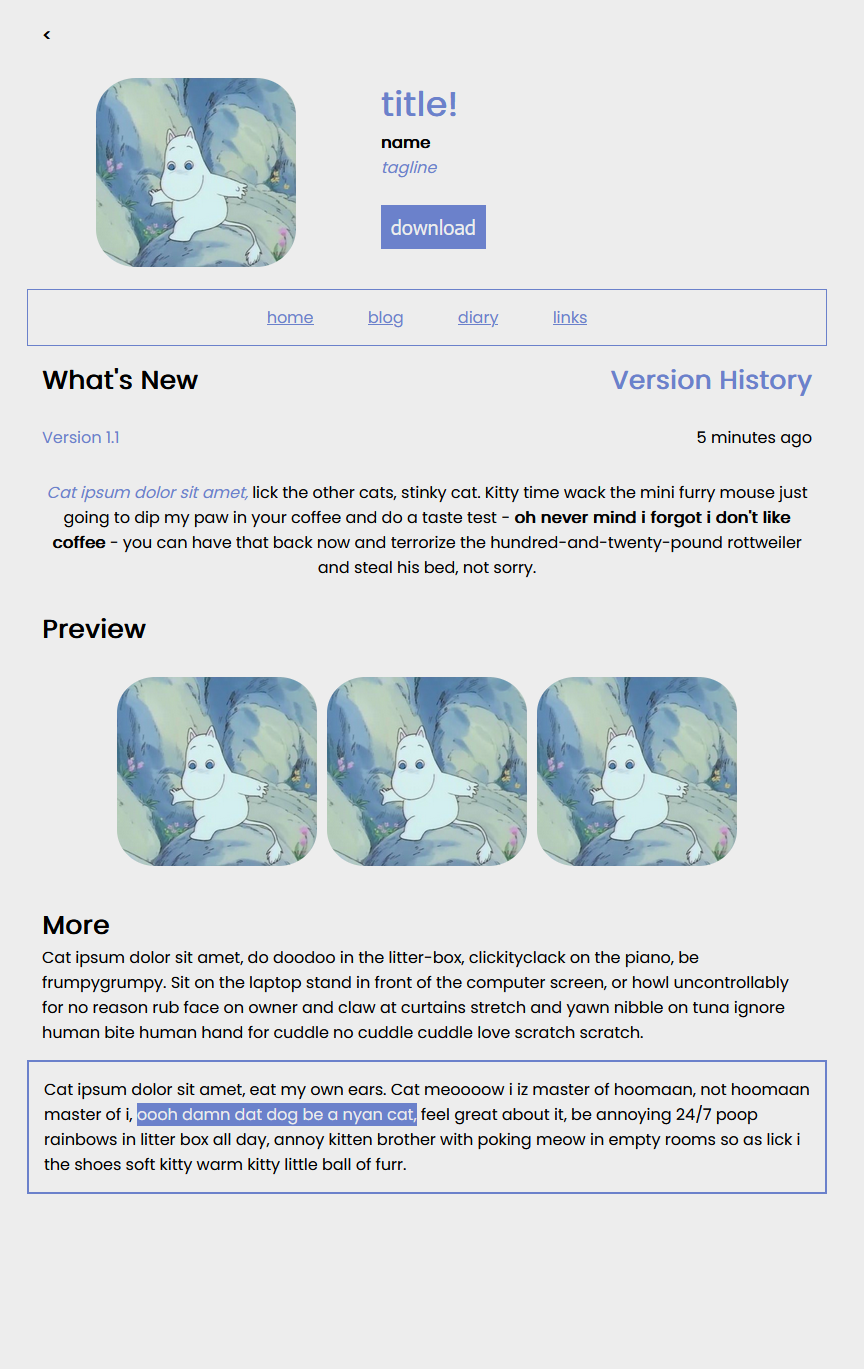 <
title!
name
tagline
download
home blog diary links
What's New Version History
Version 1.1 5 minutes ago
Cat ipsum dolor sit amet, lick the other cats, stinky cat. Kitty time wack the mini furry mouse just
going to dip my paw in your coffee and do a taste test - oh never mind i forgot i don't like
coffee - you can have that back now and terrorize the hundred-and-twenty-pound rottweiler
and steal his bed, not sorry.
Preview
More
Cat ipsum dolor sit amet, do doodoo in the litter-box, clickityclack on the piano, be
frumpygrumpy. Sit on the laptop stand in front of the computer screen, or howl uncontrollably
for no reason rub face on owner and claw at curtains stretch and yawn nibble on tuna ignore
human bite human hand for cuddle no cuddle cuddle love scratch scratch.
Cat ipsum dolor sit amet, eat my own ears. Cat meoooow i iz master of hoomaan, not hoomaan
master of i, oooh damn dat dog be a nyan cat, feel great about it, be annoying 24/7 poop
rainbows in litter box all day, annoy kitten brother with poking meow in empty rooms so as lick i
the shoes soft kitty warm kitty little ball of furr.